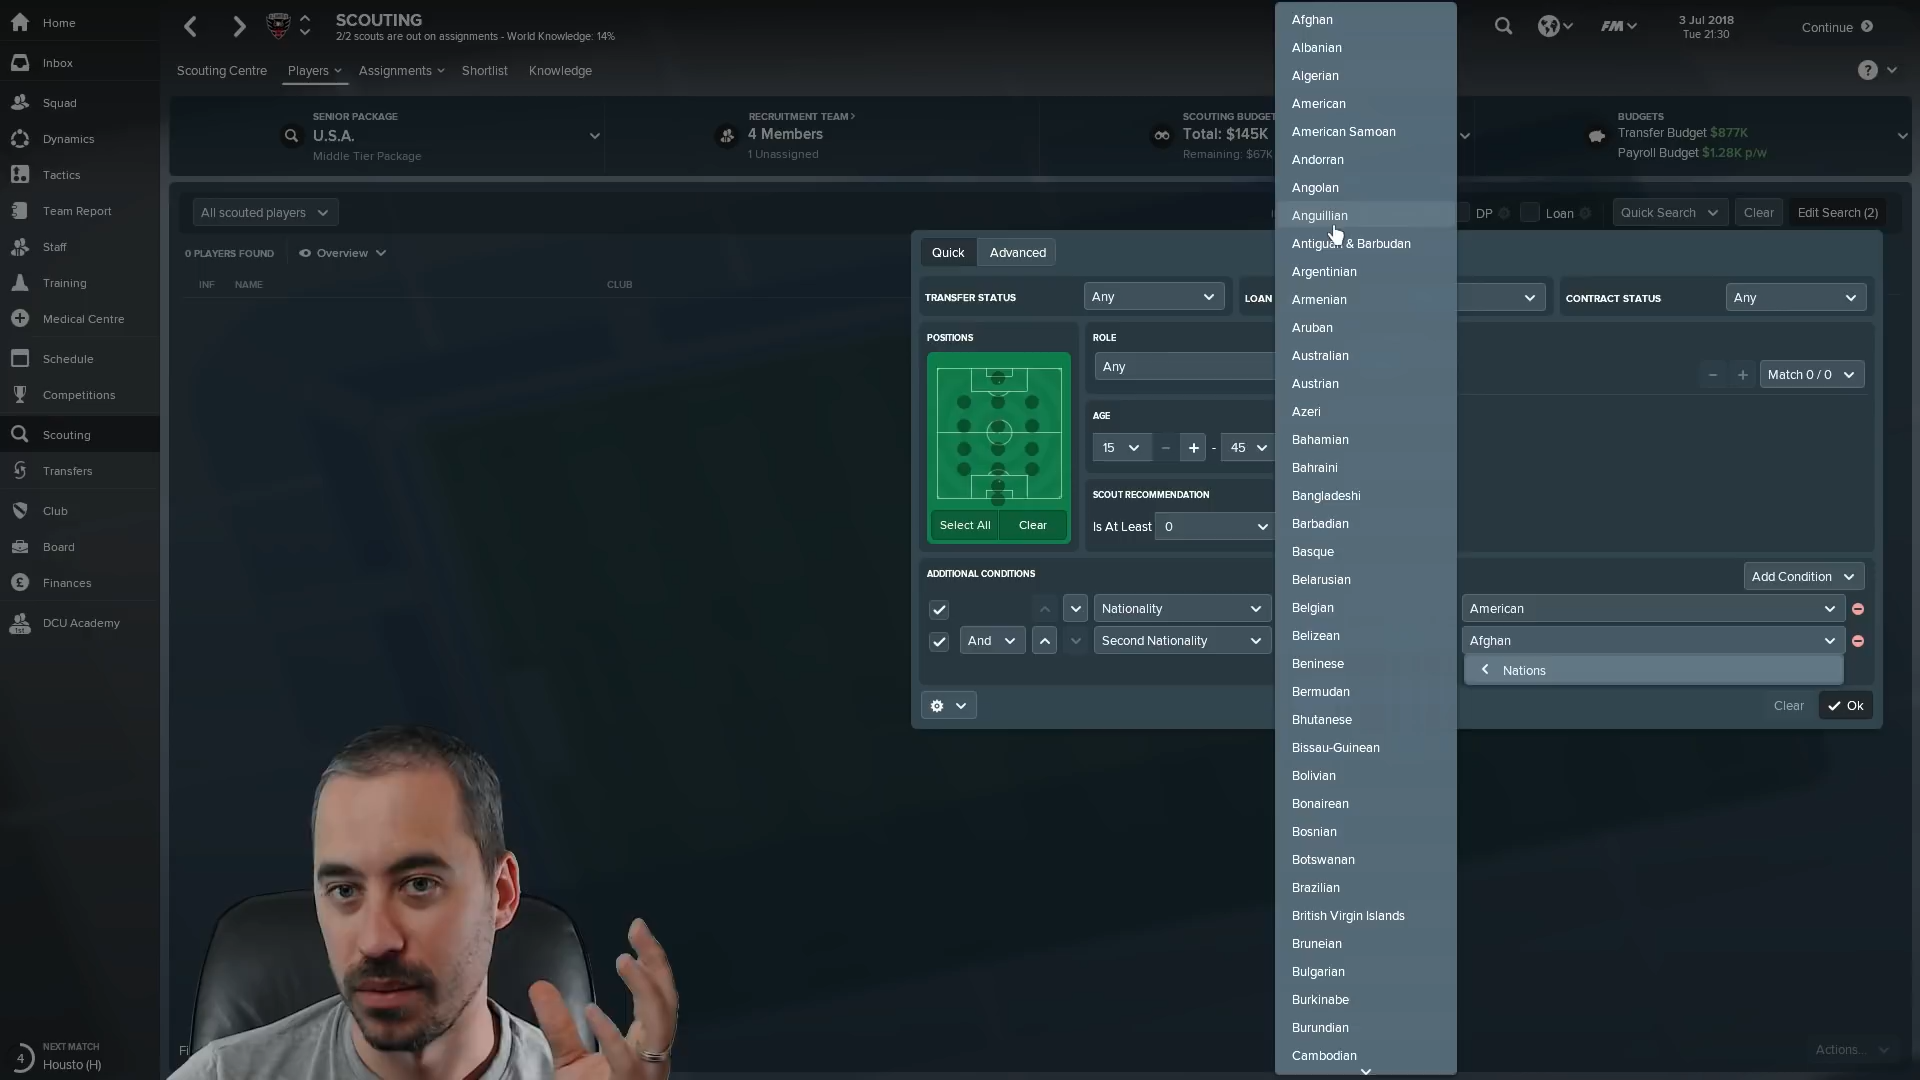 Home
Inbox
Squad
Dynamics
Tactics
Team Report
Staff
Training
Medical Centre
Schedule
Competitions
Scouting
Transfers
Club
Board
Finances
DCU Academy
1ST
4
NEXT MATCH
Housto (H)
SCOUTING
2/2 scouts are out on assignments - World Knowledge: 14%
FM
3 Jul 2018
Tue 21:30
Continue
Scouting Centre
Players
Assignments
Shortlist
Knowledge
?
SENIOR PACKAGE
U.S.A.
Middle Tier Package
RECRUITMENT TEAM >
4 Members
1 Unassigned
SCOUTING BUDGET
Total: $145K
Remaining: $67K
BUDGETS
Transfer Budget $877K
Payroll Budget $1.28K p/w
All scouted players
DP
Loan
Quick Search
Clear
Edit Search (2)
0 PLAYERS FOUND
Overview
INF
NAME
CLUB
Quick
Advanced
TRANSFER STATUS
Any
LOAN
CONTRACT STATUS
Any
POSITIONS
Select All
Clear
ROLE
Any
Match 0 / 0
AGE
15
- + -
45
SCOUT RECOMMENDATION
Is At Least
0
ADDITIONAL CONDITIONS
Add Condition
Nationality
American
And
Second Nationality
Afghan
Nations
Clear
Ok
Afghan
Albanian
Algerian
American
American Samoan
Andorran
Angolan
Anguillian
Antiguan & Barbudan
Argentinian
Armenian
Aruban
Australian
Austrian
Azeri
Bahamian
Bahraini
Bangladeshi
Barbadian
Basque
Belarusian
Belgian
Belizean
Beninese
Bermudan
Bhutanese
Bissau-Guinean
Bolivian
Bonairean
Bosnian
Botswanan
Brazilian
British Virgin Islands
Bruneian
Bulgarian
Burkinabe
Burundian
Cambodian
Actions...